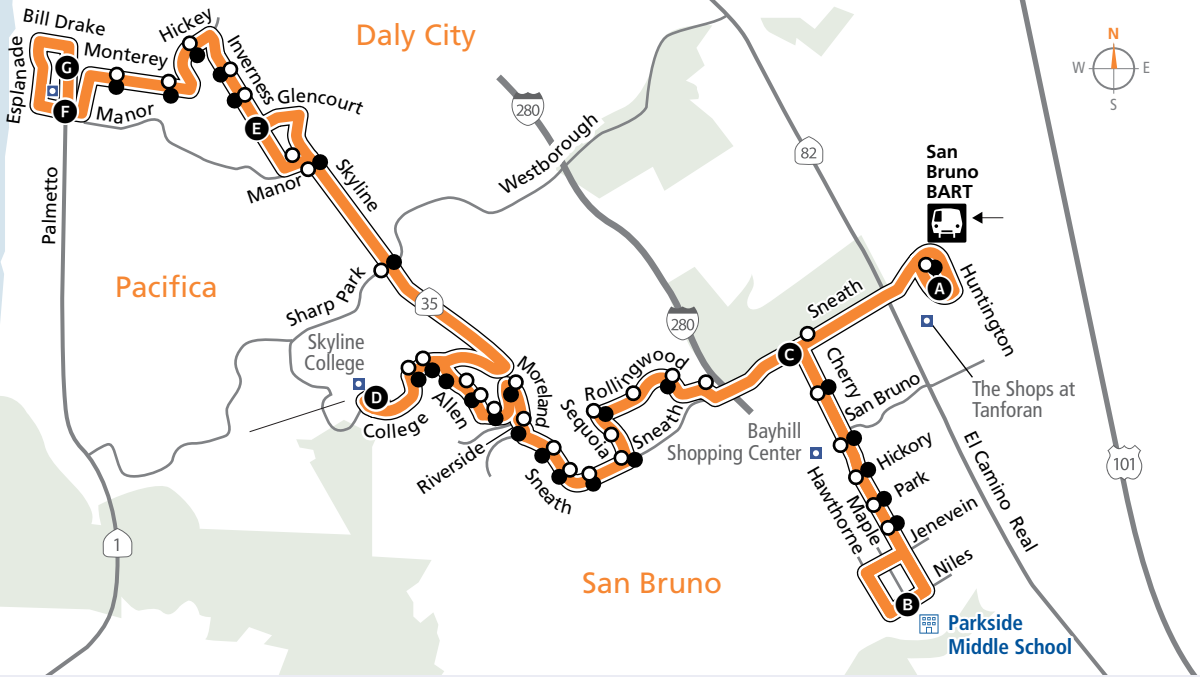 Bill Drake
Hickey
Daly City
N
W
E
S
Esplanade
G
Monterey
Inverness
Glencourt
280
F
Manor
E
Westborough
82
San
Bruno
BART
Manor
Skyline
Palmetto
Pacifica
Sharp Park
35
Sneath
A
Huntington
280
Skyline
College
D
College
Allen
Moreland
Rollingwood
Sequoia
Sneath
C
Cherry
San Bruno
The Shops at
Tanforan
Bayhill
Shopping Center
Riverside
Sneath
Hickory
Park
Hawthorne
Maple
Jenevein
Niles
El Camino Real
101
1
San Bruno
B
Parkside
Middle School